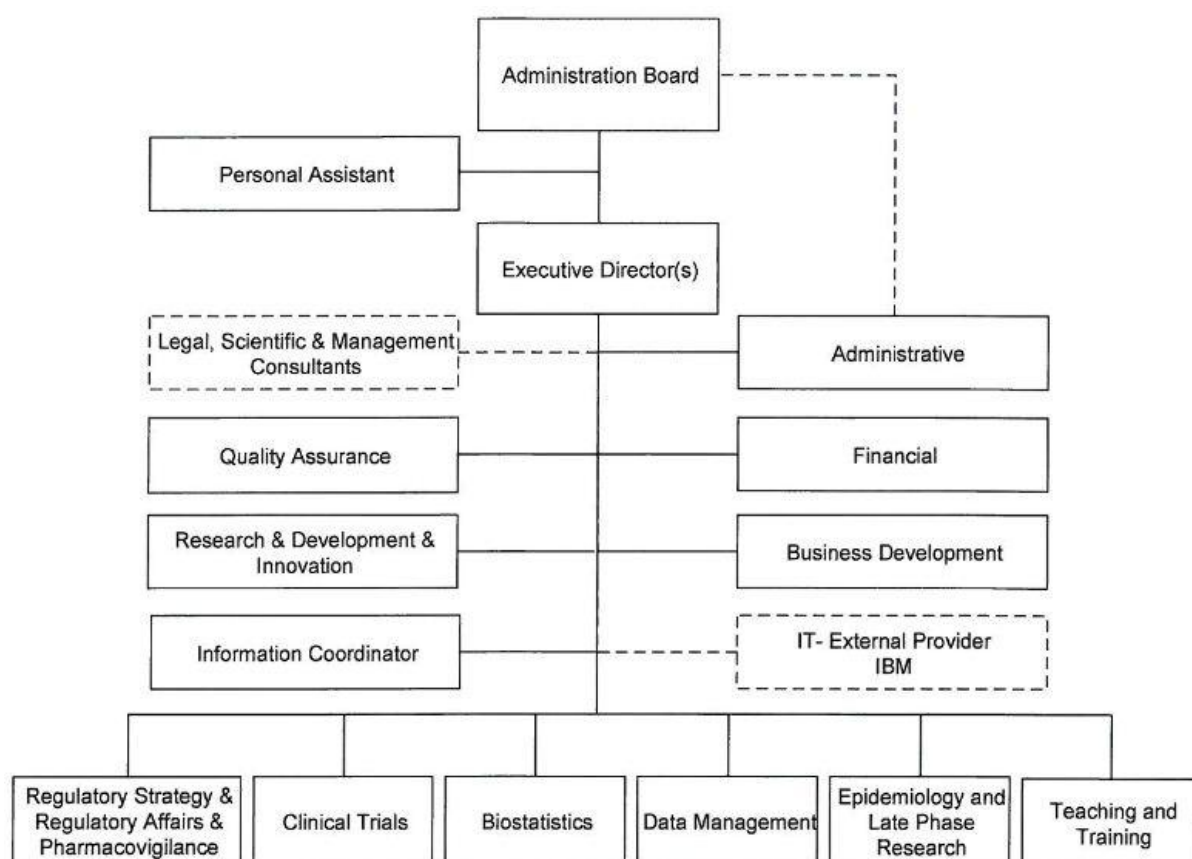 Administration Board
Personal Assistant
Executive Director(s)
Legal, Scientific & Management
Consultants
Administrative
Quality Assurance
Financial
Research & Development &
Innovation
Business Development
Information Coordinator
IT- External Provider
IBM
Regulatory Strategy &
Regulatory Affairs &
Pharmacovigilance
Clinical Trials
Biostatistics
Data Management
Epidemiology and
Late Phase
Research
Teaching and
Training